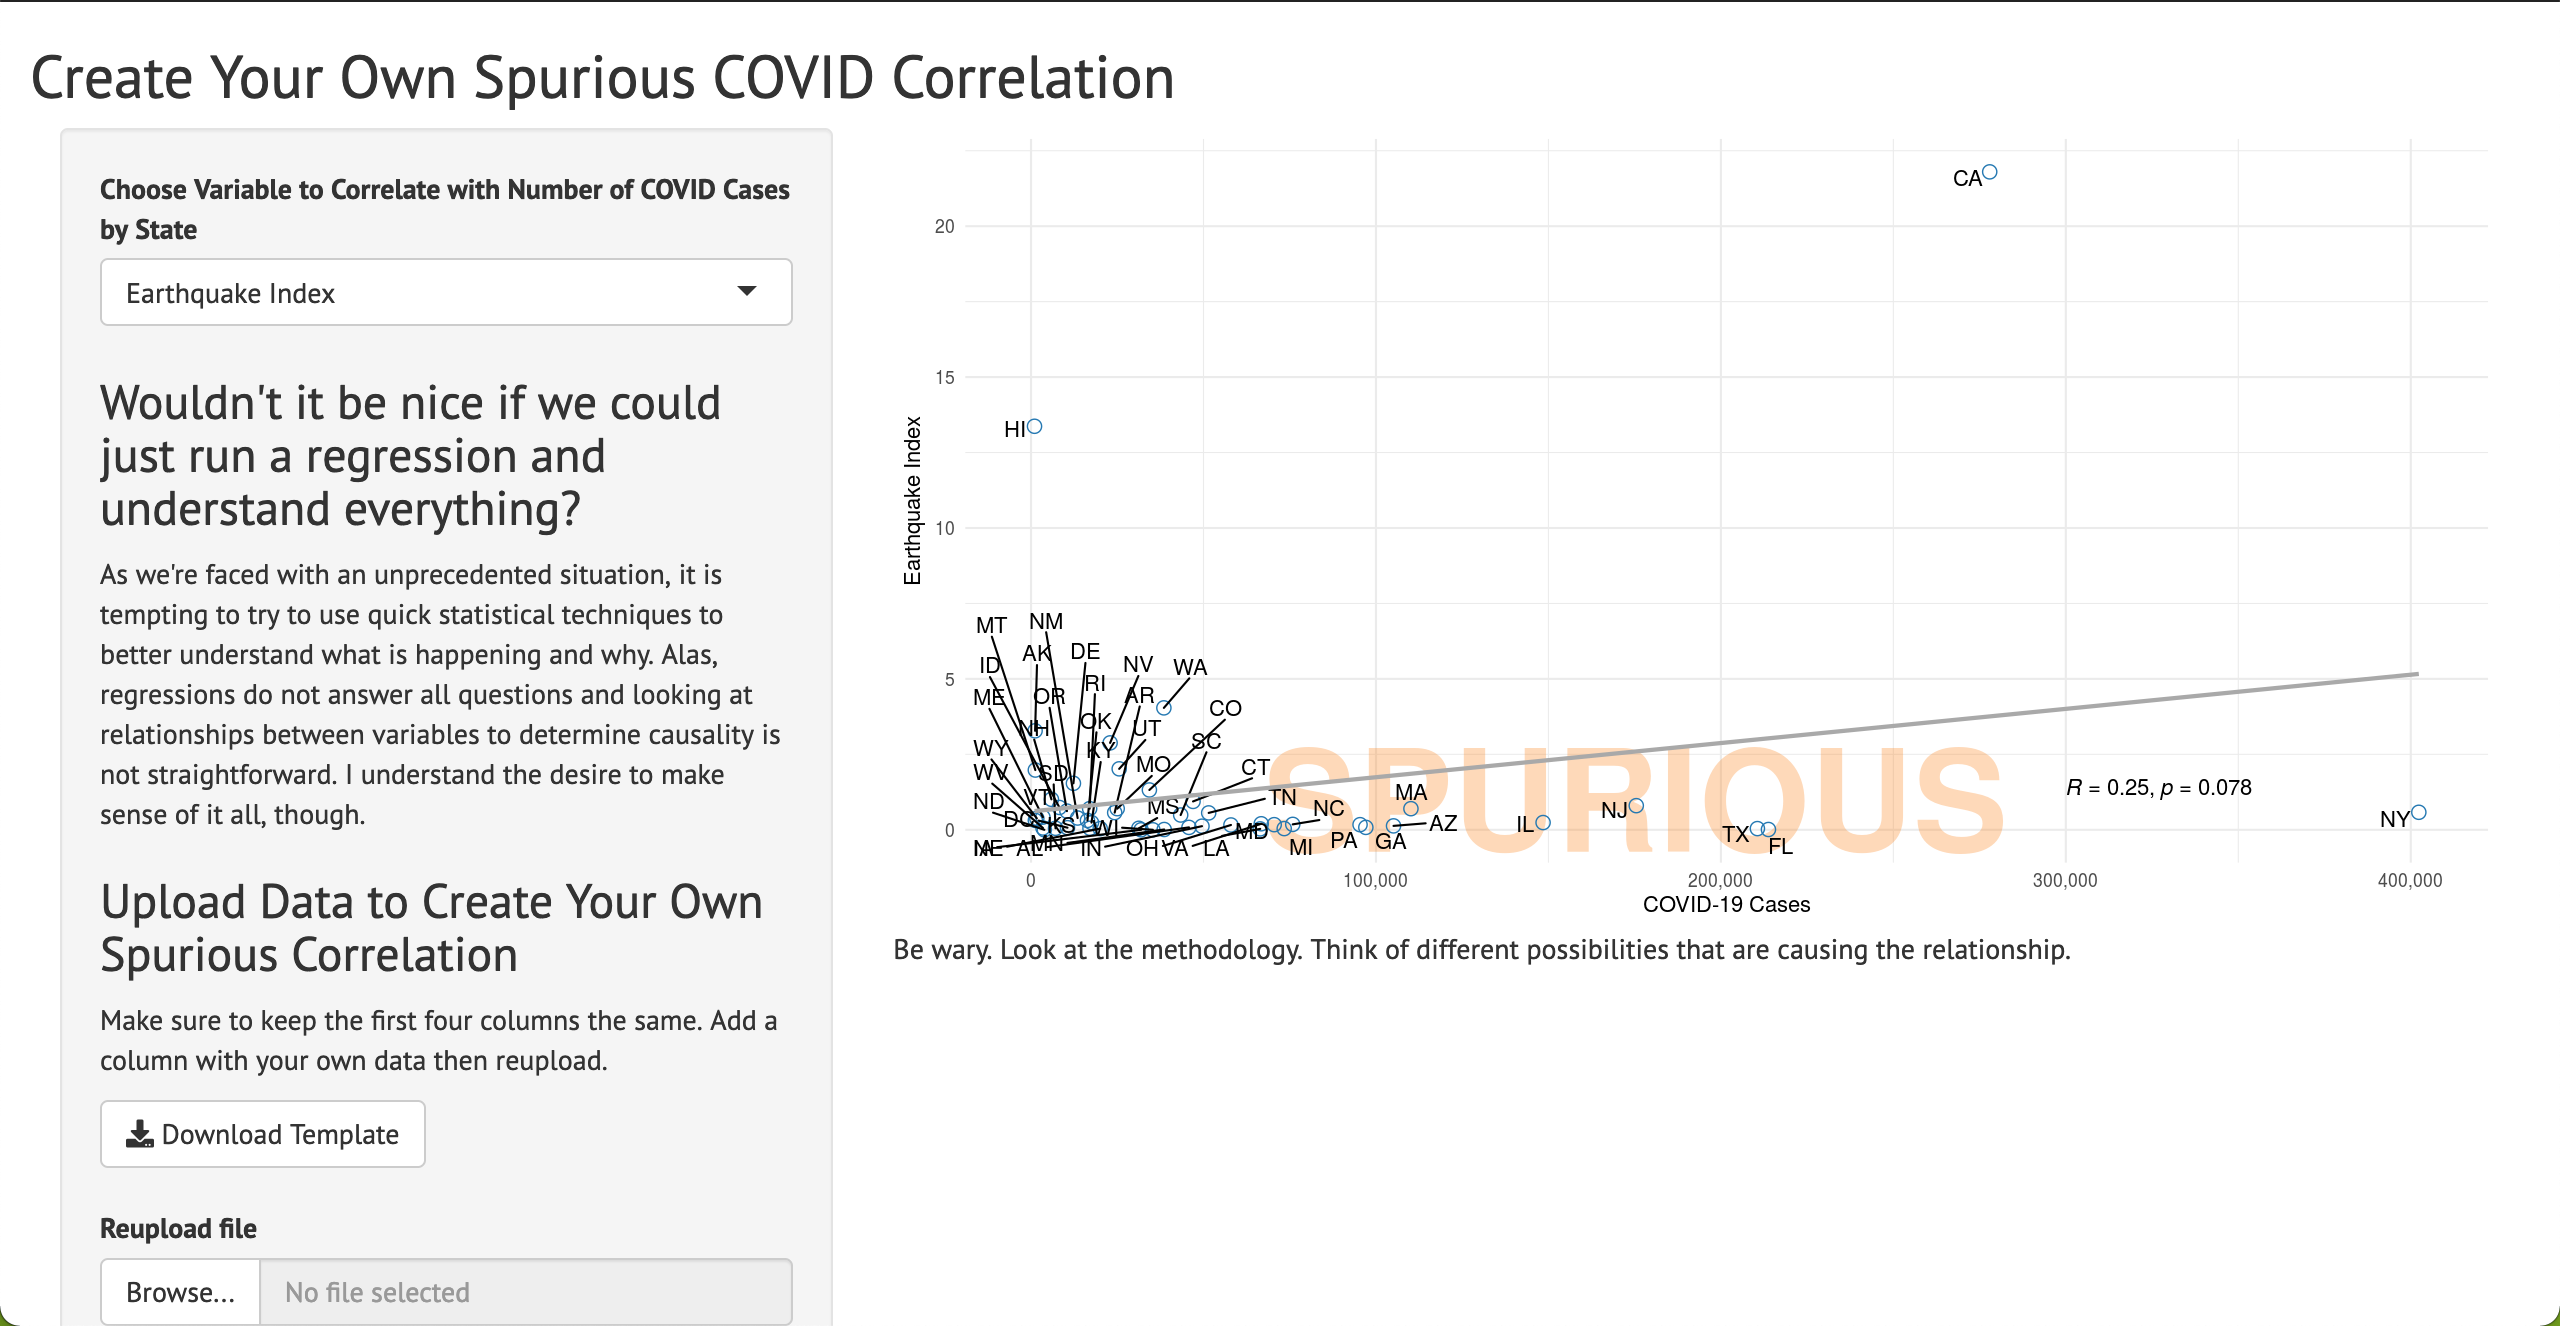 Create Your Own Spurious COVID Correlation
Choose Variable to Correlate with Number of COVID Cases
by State
Earthquake Index
Wouldn't it be nice if we could
just run a regression and
understand everything?
As we're faced with an unprecedented situation, it is
tempting to try to use quick statistical techniques to
better understand what is happening and why. Alas,
regressions do not answer all questions and looking at
relationships between variables to determine causality is
not straightforward. I understand the desire to make
sense of it all, though.
Upload Data to Create Your Own
Spurious Correlation
Make sure to keep the first four columns the same. Add a
column with your own data then reupload.
Download Template
Reupload file
Browse...
No file selected
Earthquake Index
20
15
10
5
0
CA
HI
MT
NM
AK
DE
ID
NV
WA
RI
ME
OR
AR
CO
NH
OK
UT
SC
WY
KY
WV
SD
MO
CT
ND
VT
MS
TN
NC
MA
DC
KS
WI
MD
AZ
IL
NJ
TX
FL
NY
NE
AL
MN
IN
OH
VA
LA
MI
PA
GA
SPURIOUS
R = 0.25, p = 0.078
0
100,000
200,000
300,000
400,000
COVID-19 Cases
Be wary. Look at the methodology. Think of different possibilities that are causing the relationship.